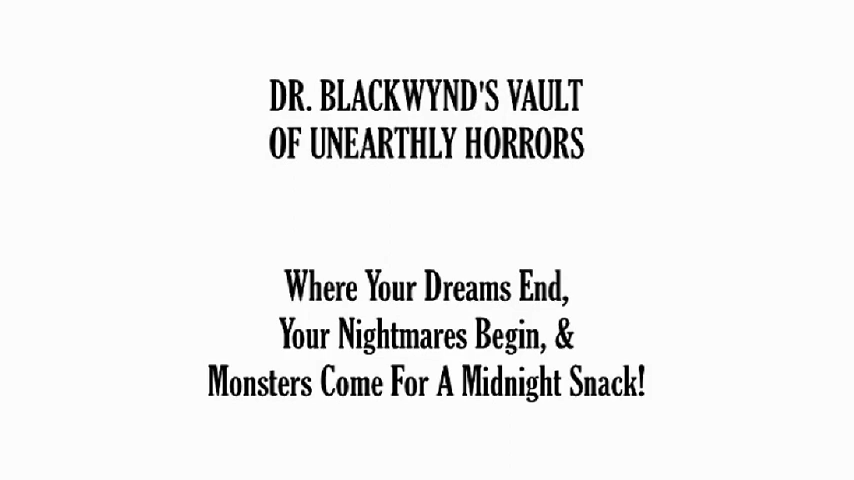 DR. BLACKWYND'S VAULT
OF UNEARTHLY HORRORS
Where Your Dreams End,
Your Nightmares Begin, &
Monsters Come For A Midnight Snack!